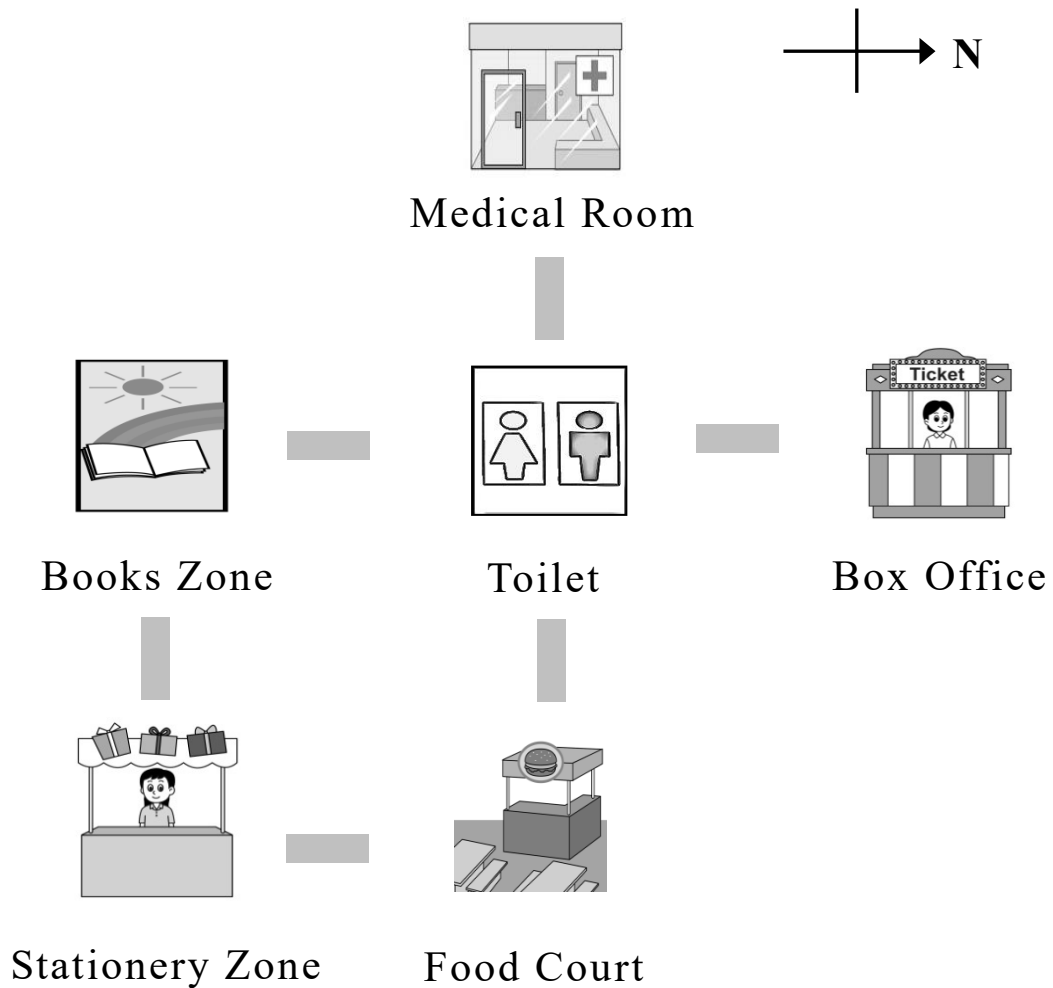 N
Medical Room
Ticket
Books Zone
Toilet
Box Office
Stationery Zone
Food Court